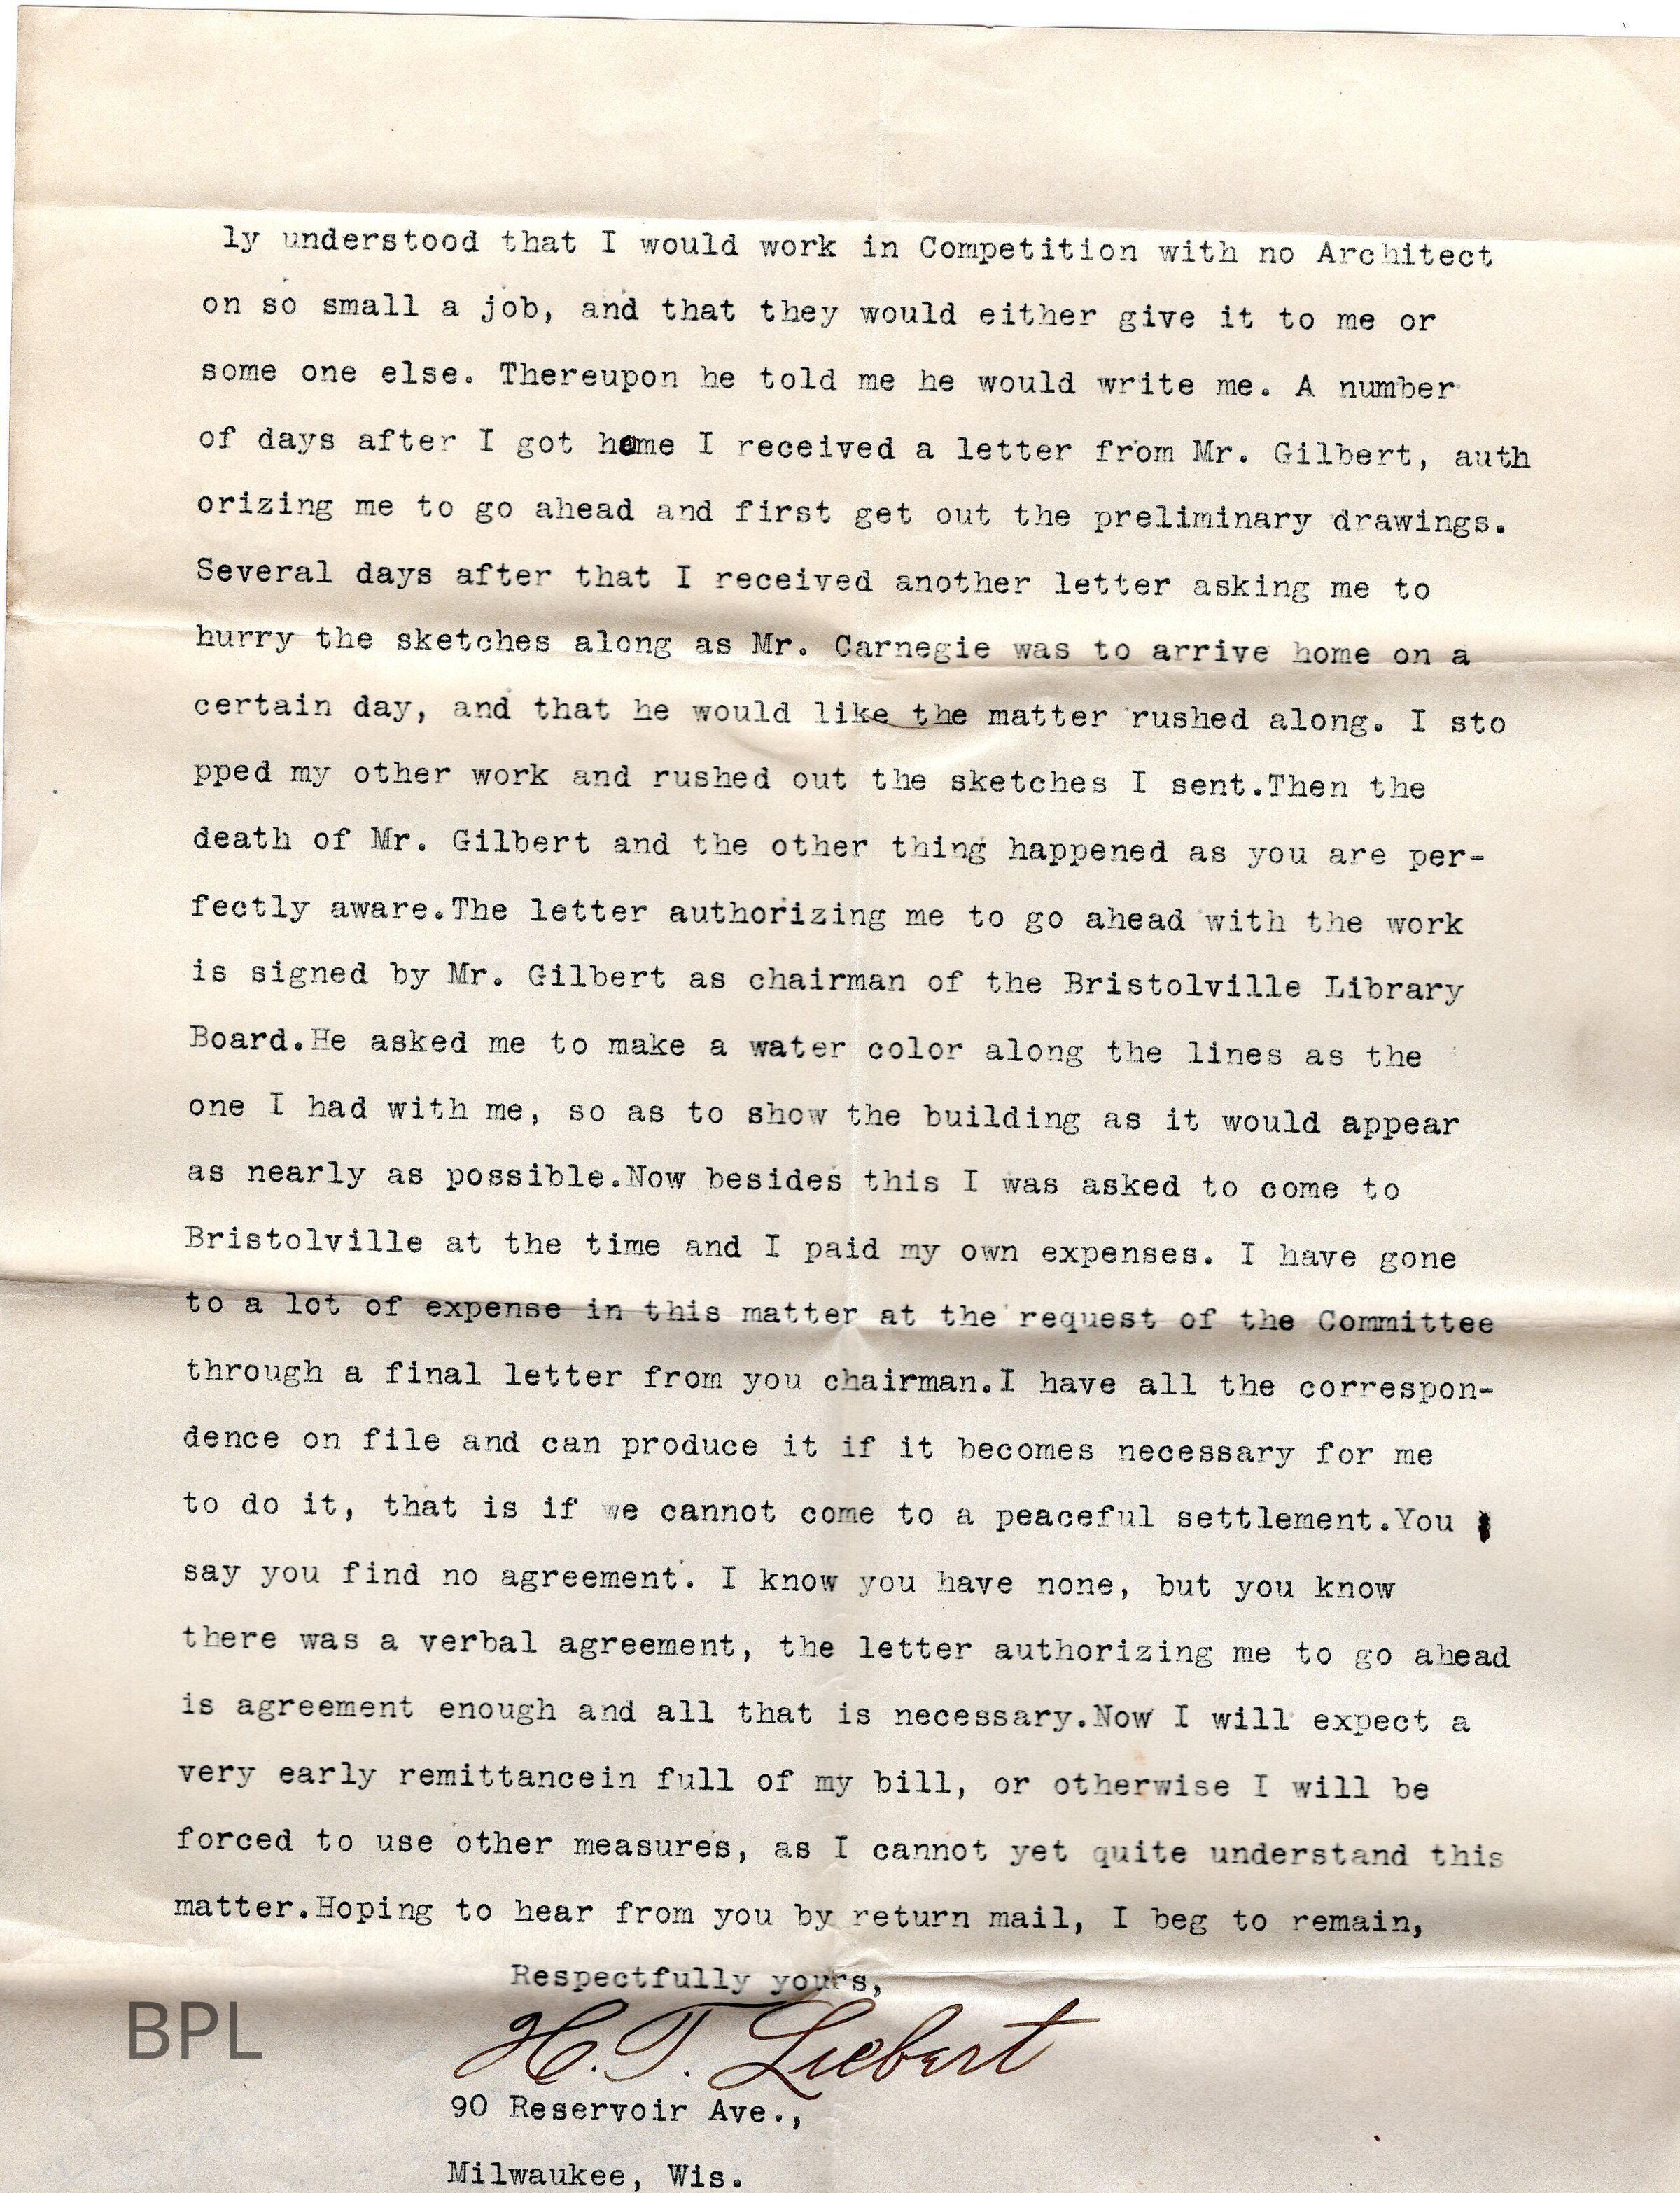 ly understood that I would work in Competition with no Architect
on so small a job, and that they would either give it to me or
some one else. Thereupon he told me he would write me. A number
of days after I got home I received a letter from Mr. Gilbert, auth
orizing me to go ahead and first get out the preliminary drawings.
Several days after that I received another letter asking me to
hurry the sketches along as Mr. Carnegie was to arrive home on a
certain day, and that he would like the matter rushed along. I sto
pped my other work and rushed out the sketches I sent.Then the
death of Mr. Gilbert and the other thing happened as you are per-
fectly aware.The letter authorizing me to go ahead with the work
is signed by Mr. Gilbert as chairman of the Bristolville Library
Board.He asked me to make a water color along the lines as the
one I had with me, so as to show the building as it would appear
as nearly as possible.Now besides this I was asked to come to
Bristolville at the time and I paid my own expenses. I have gone
to a lot of expense in this matter at the request of the Committee
through a final letter from you chairman.I have all the correspon-
dence on file and can produce it if it becomes necessary for me
to do it, that is if we cannot come to a peaceful settlement.You
say you find no agreement. I know you have none, but you know
there was a verbal agreement, the letter authorizing me to go ahead
is agreement enough and all that is necessary.Now I will expect a
very early remittancein full of my bill, or otherwise I will be
forced to use other measures, as I cannot yet quite understand this
matter.Hoping to hear from you by return mail, I beg to remain,
Respectfully yours,
H. T. Liebert
90 Reservoir Ave.,
Milwaukee, Wis.
BPL